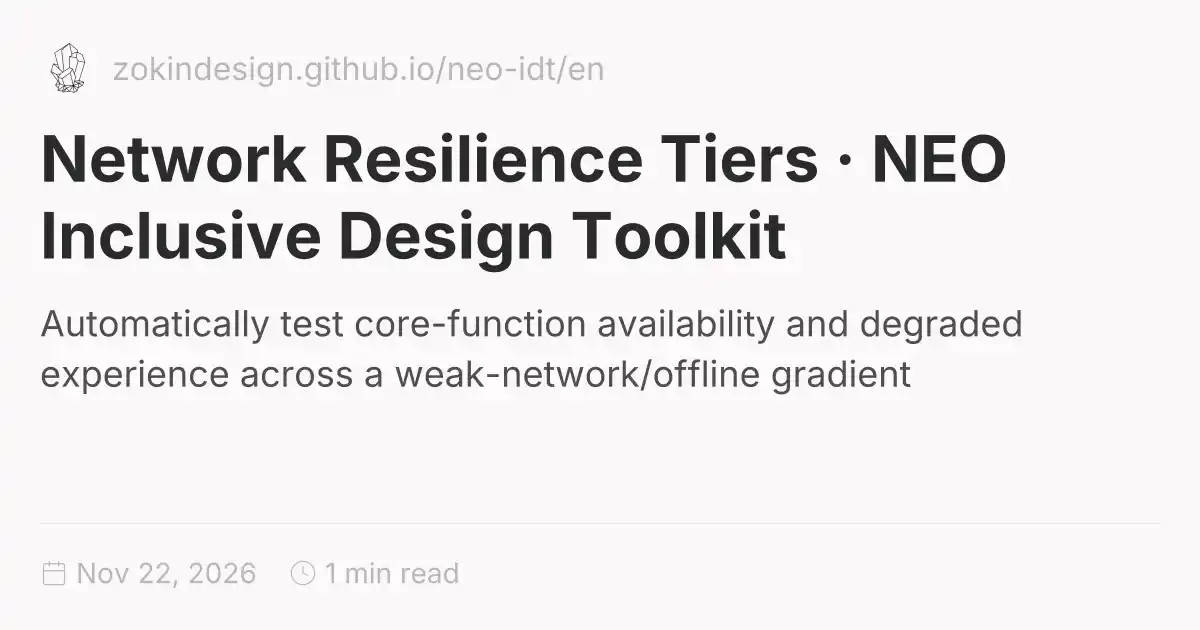 zokindesign.github.io/neo-idt/en
Network Resilience Tiers · NEO
Inclusive Design Toolkit
Automatically test core-function availability and degraded
experience across a weak-network/offline gradient
Nov 22, 2026 1 min read